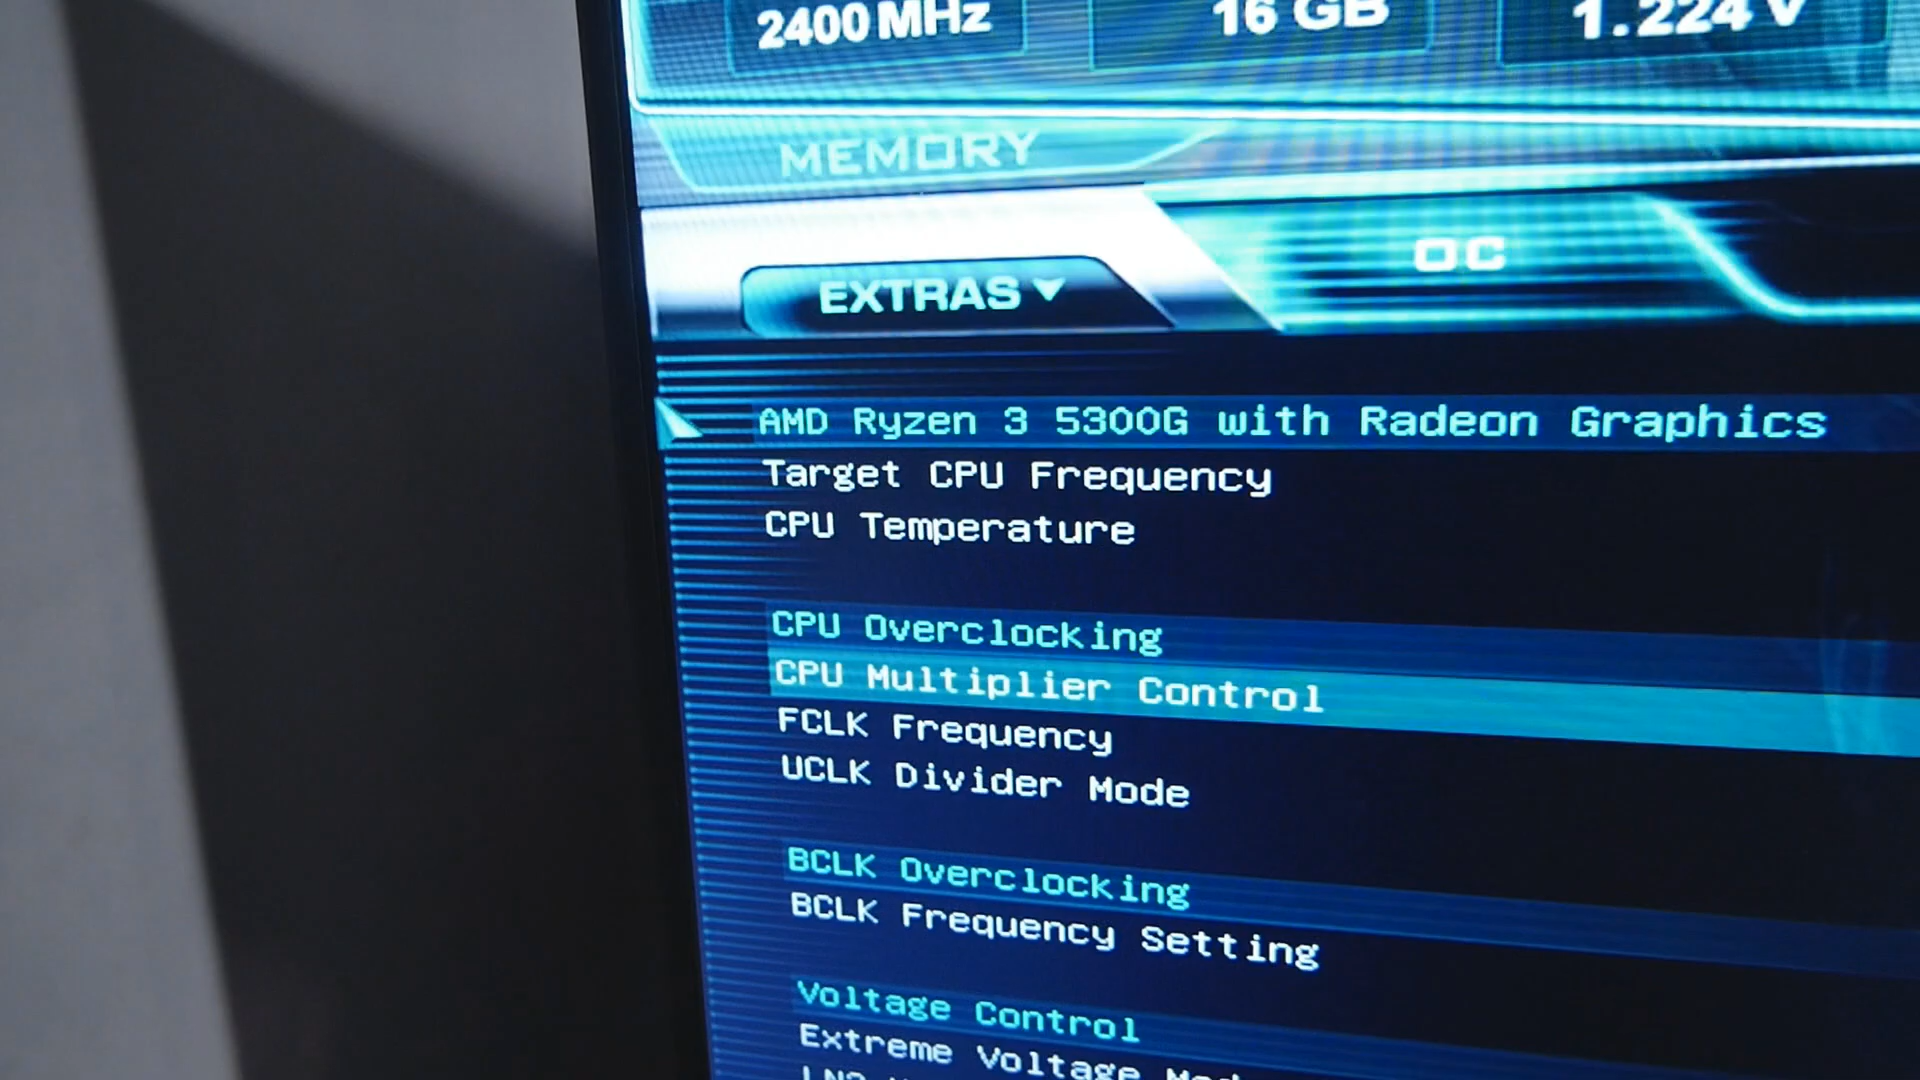 2400 MHz 16 GB 1.224 V
MEMORY
EXTRAS OC
AMD Ryzen 3 5300G with Radeon Graphics
Target CPU Frequency
CPU Temperature
CPU Overclocking
CPU Multiplier Control
FCLK Frequency
UCLK Divider Mode
BCLK Overclocking
BCLK Frequency Setting
Voltage Control
Extreme Voltage